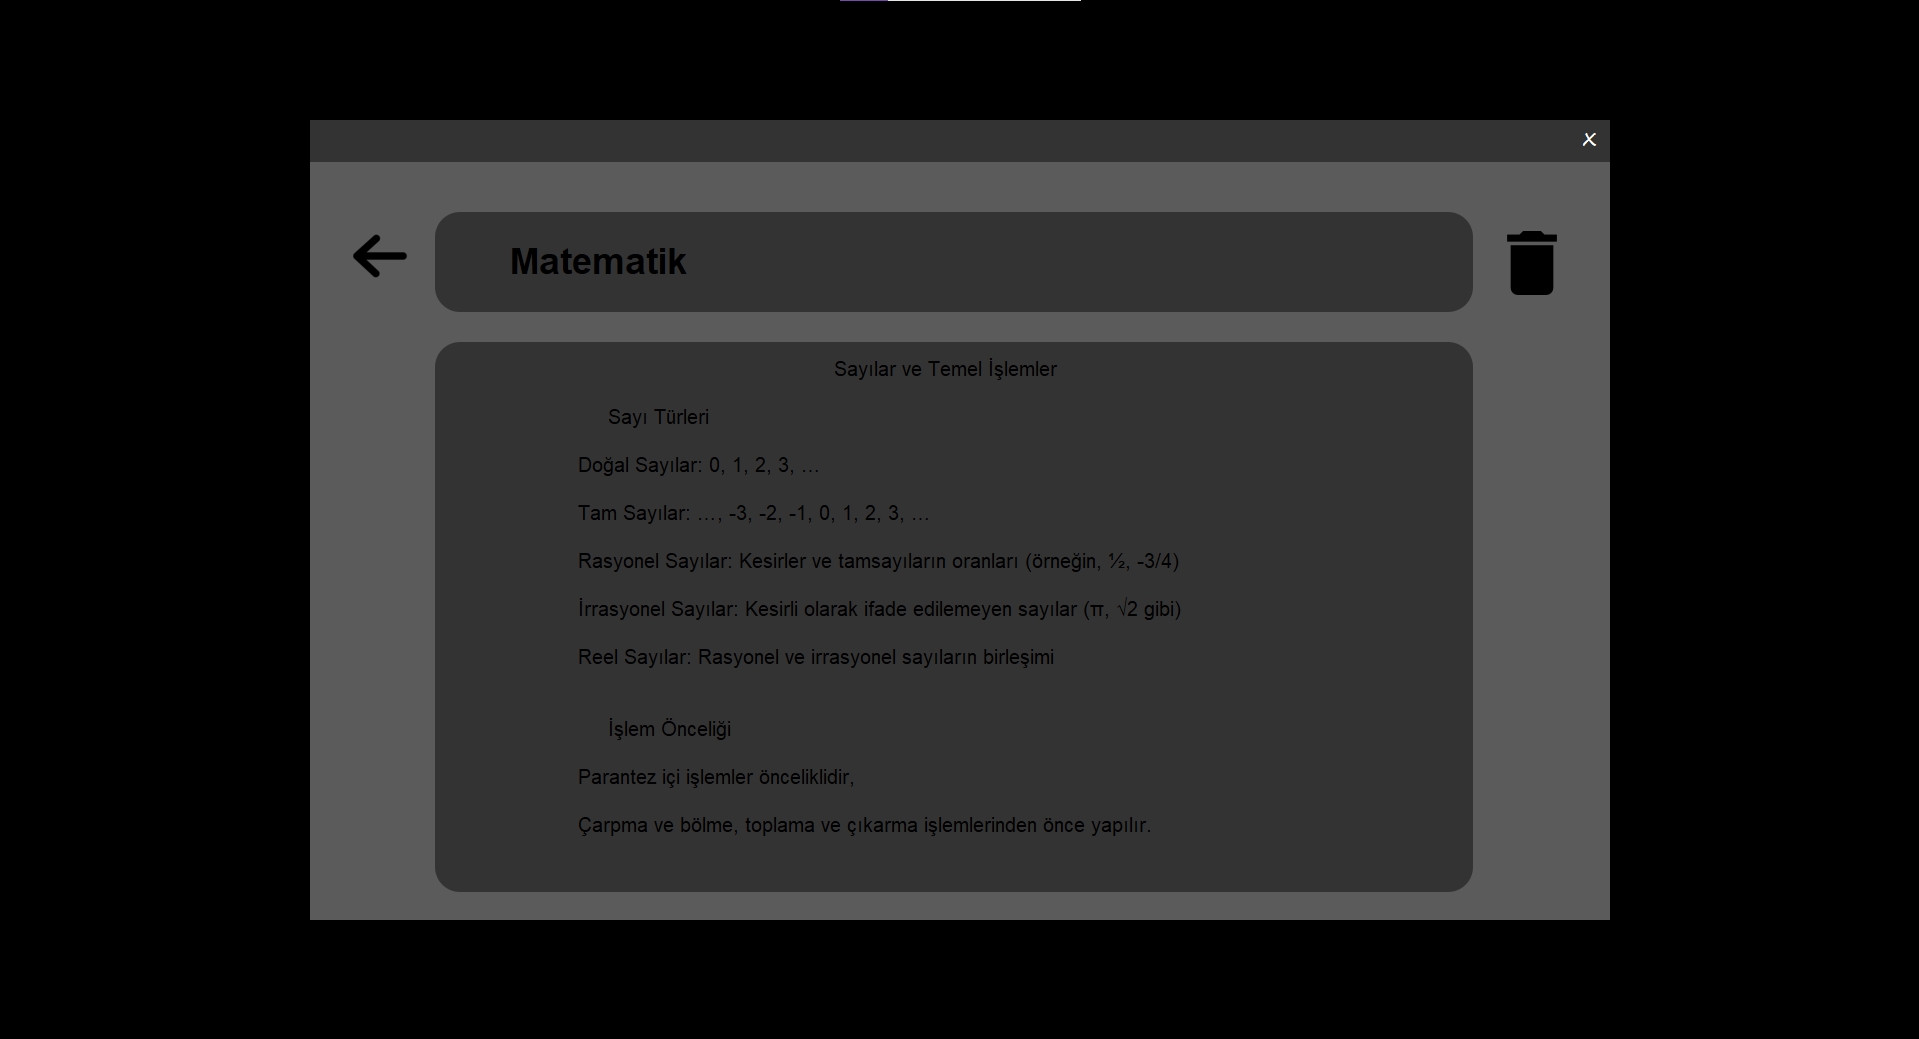 Matematik
Sayılar ve Temel İşlemler
Sayı Türleri
Doğal Sayılar: 0, 1, 2, 3, …
Tam Sayılar: …, -3, -2, -1, 0, 1, 2, 3, …
Rasyonel Sayılar: Kesirler ve tamsayıların oranları (örneğin, ½, -3/4)
İrrasyonel Sayılar: Kesirli olarak ifade edilemeyen sayılar (π, √2 gibi)
Reel Sayılar: Rasyonel ve irrasyonel sayıların birleşimi
İşlem Önceliği
Parantez içi işlemler önceliklidir,
Çarpma ve bölme, toplama ve çıkarma işlemlerinden önce yapılır.